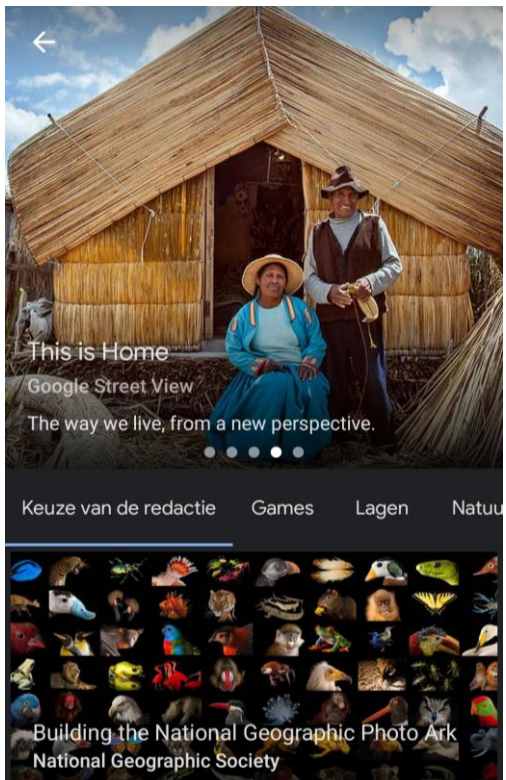 This is Home
Google Street View
The way we live, from a new perspective.
Keuze van de redactie Games Lagen Natuu
Building the National Geographic Photo Ark
National Geographic Society